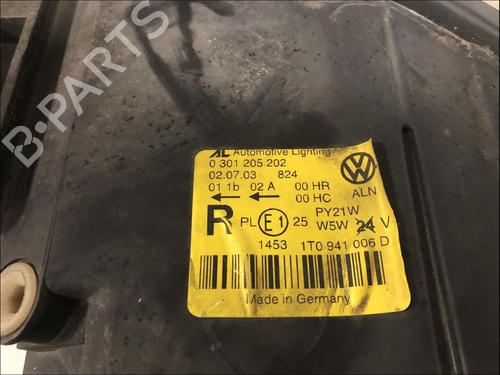 B-PARTS
AL Automotive Lighting
0 301 205 202
02.07.03 824
01 1b 02 A 00 HR
00 HC
ALN
R PL E1 25 PY21W
W5W 24 V
1453 1T0 941 006 D
Made in Germany